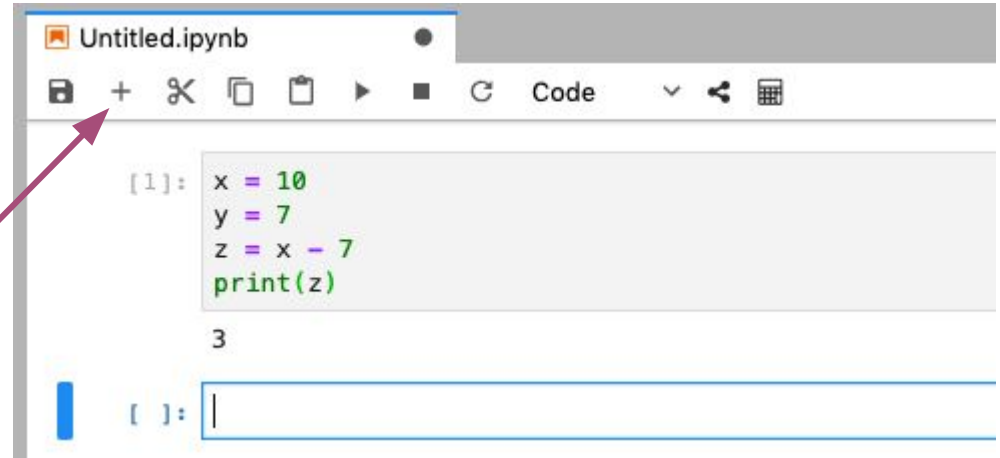 Untitled.ipynb
Code
[1]: x = 10
y = 7
z = x - 7
print(z)
3
[ ]: